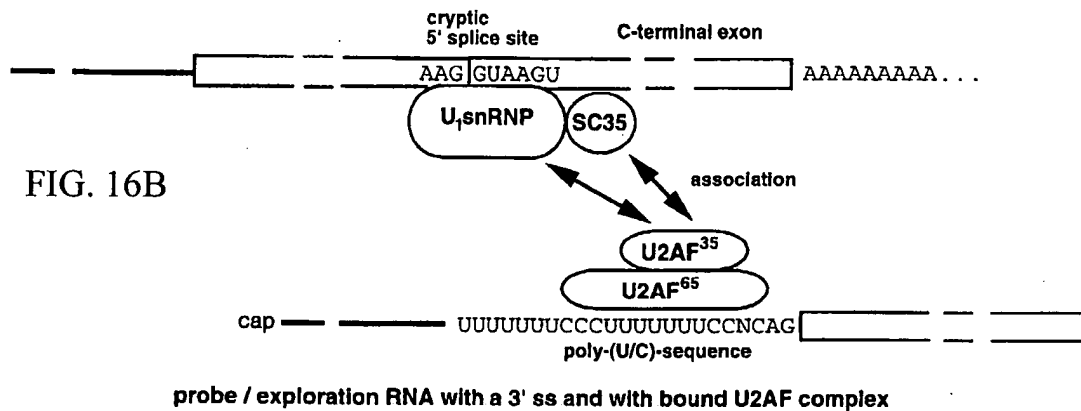 cryptic
5' splice site
C-terminal exon
AAG GUAAGU
AAAAAAAAA...
U1snRNP
SC35
FIG. 16B
association
U2AF35
U2AF65
cap
UUUUUUUCCCUUUUUUUCCNCAG
poly-(U/C)-sequence
probe / exploration RNA with a 3' ss and with bound U2AF complex